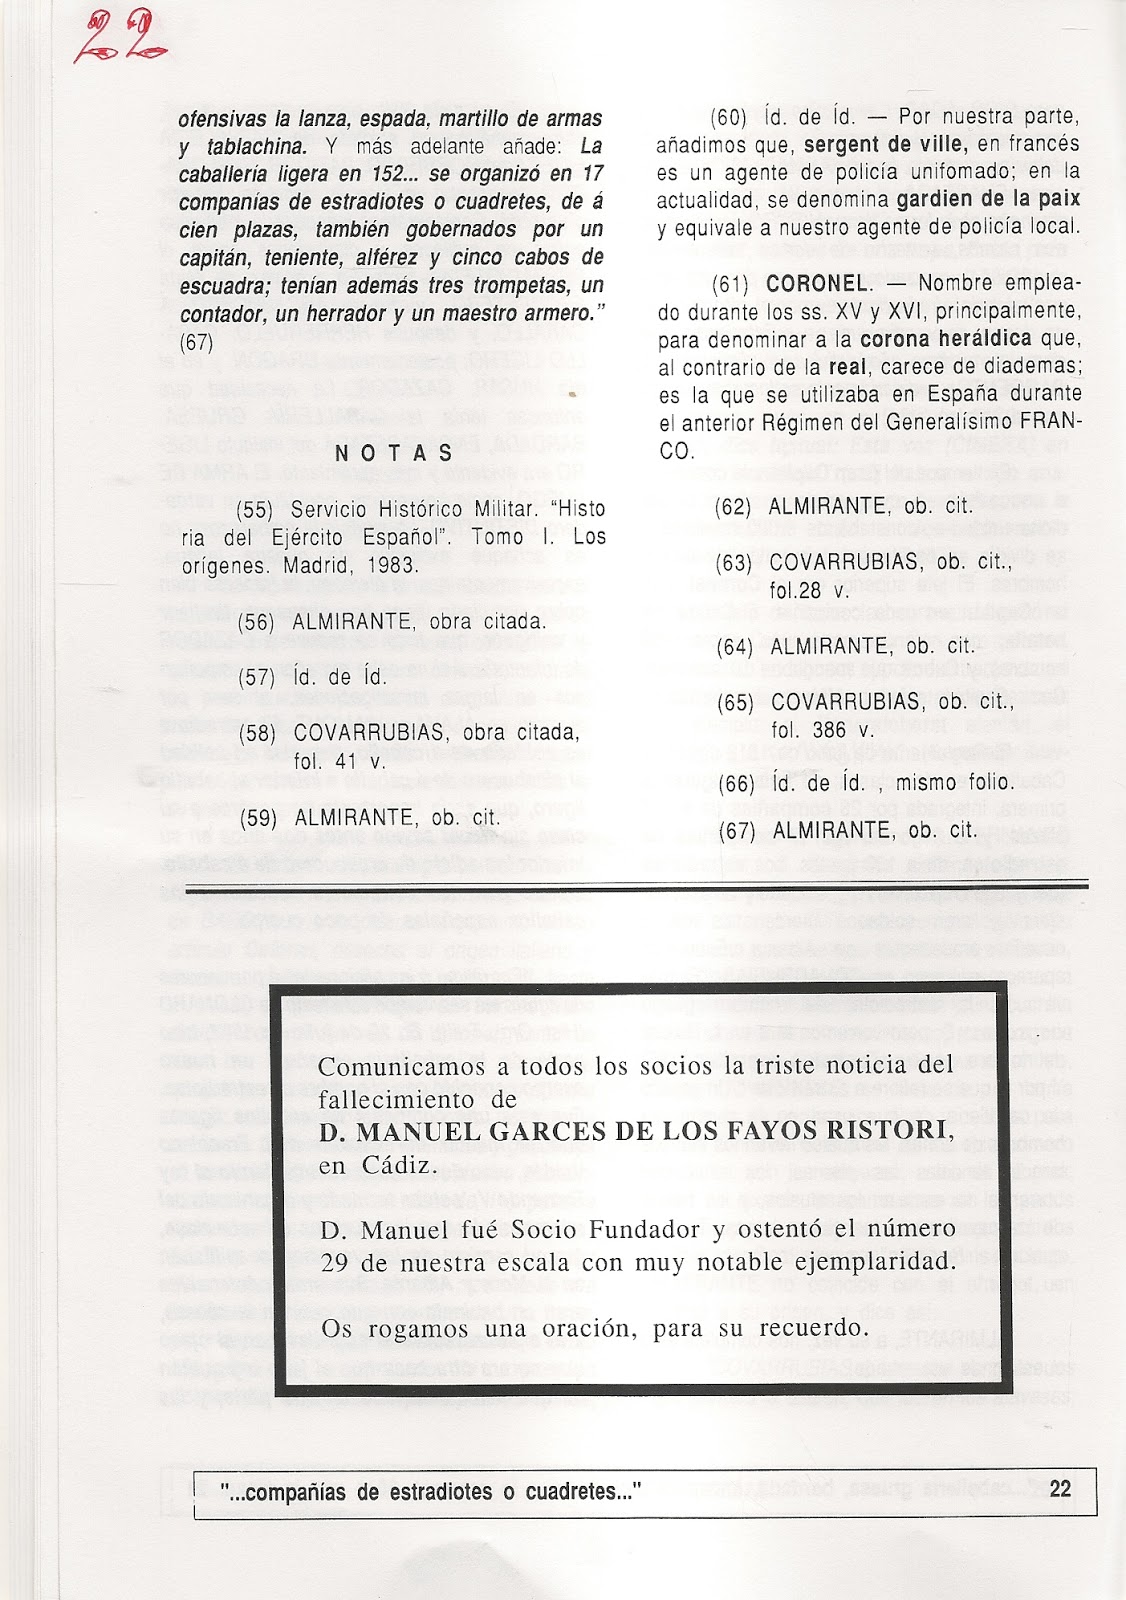 22
ofensivas la lanza, espada, martillo de armas
y tablachina. Y más adelante añade: La
caballería ligera en 152... se organizó en 17
compañías de estradiotes o cuadretes, de á
cien plazas, también gobernados por un
capitán, teniente, alférez y cinco cabos de
escuadra; tenían además tres trompetas, un
contador, un herrador y un maestro armero."
(67)
NOTAS
(55) Servicio Histórico Militar. "Histo
ria del Ejército Español". Tomo I. Los
orígenes. Madrid, 1983.
(56) ALMIRANTE, obra citada.
(57) Íd. de Íd.
(58) COVARRUBIAS, obra citada,
fol. 41 v.
(59) ALMIRANTE, ob. cit.
(60) Íd. de Íd. — Por nuestra parte,
añadimos que, sergent de ville, en francés
es un agente de policía unifomado; en la
actualidad, se denomina gardien de la paix
y equivale a nuestro agente de policía local.
(61) CORONEL. — Nombre emplea-
do durante los ss. XV y XVI, principalmente,
para denominar a la corona heráldica que,
al contrario de la real, carece de diademas;
es la que se utilizaba en España durante
el anterior Régimen del Generalísimo FRAN-
CO.
(62) ALMIRANTE, ob. cit.
(63) COVARRUBIAS, ob. cit.,
fol.28 v.
(64) ALMIRANTE, ob. cit.
(65) COVARRUBIAS, ob. cit.,
fol. 386 v.
(66) Íd. de Íd. , mismo folio.
(67) ALMIRANTE, ob. cit.
Comunicamos a todos los socios la triste noticia del
fallecimiento de
D. MANUEL GARCES DE LOS FAYOS RISTORI,
en Cádiz.
D. Manuel fué Socio Fundador y ostentó el número
29 de nuestra escala con muy notable ejemplaridad.
Os rogamos una oración, para su recuerdo.
"...compañías de estradiotes o cuadretes..." 22